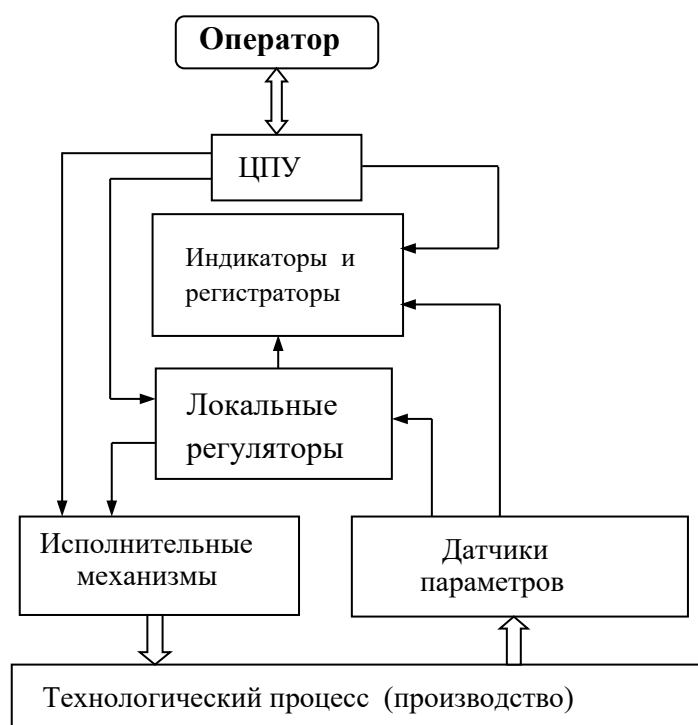 Оператор
ЦПУ
Индикаторы и
регистраторы
Локальные
регуляторы
Исполнительные
механизмы
Датчики
параметров
Технологический процесс (производство)